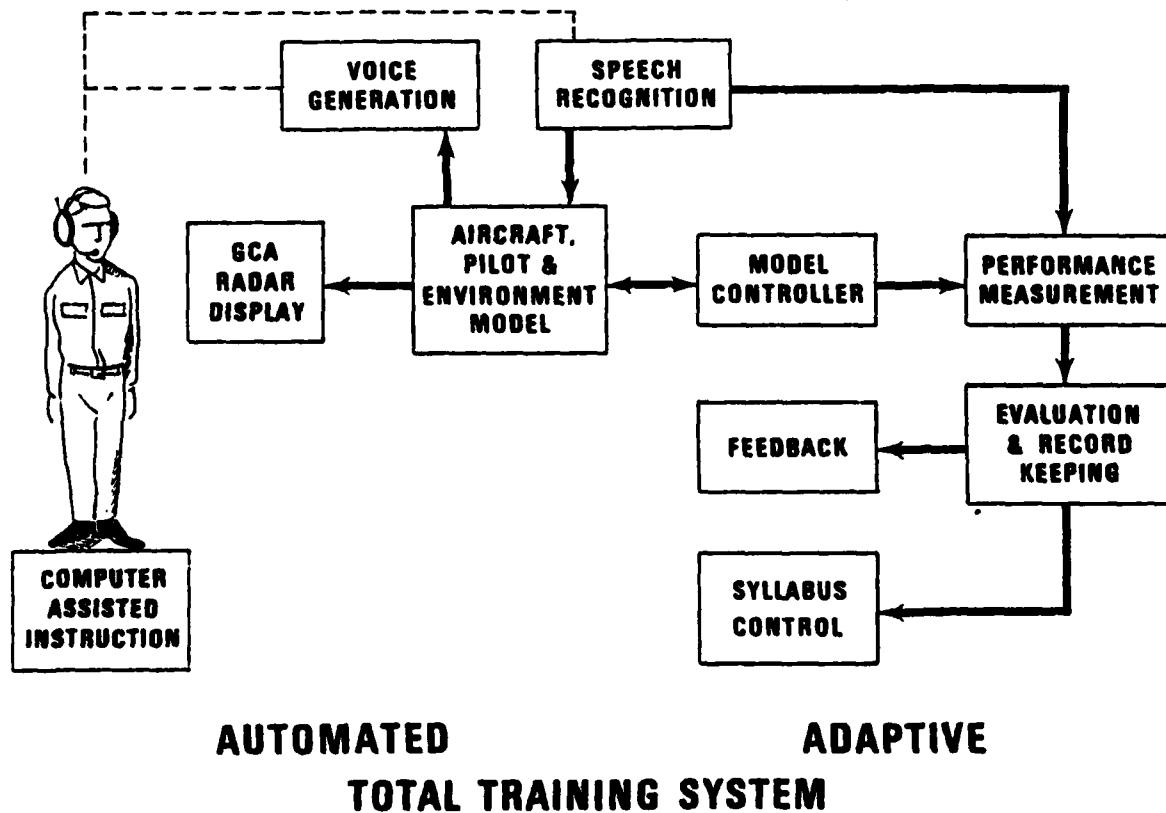 VOICE
GENERATION
SPEECH
RECOGNITION
GCA
RADAR
DISPLAY
AIRCRAFT,
PILOT &
ENVIRONMENT
MODEL
MODEL
CONTROLLER
PERFORMANCE
MEASUREMENT
FEEDBACK
EVALUATION
& RECORD
KEEPING
COMPUTER
ASSISTED
INSTRUCTION
SYLLABUS
CONTROL
AUTOMATED
ADAPTIVE
TOTAL TRAINING SYSTEM